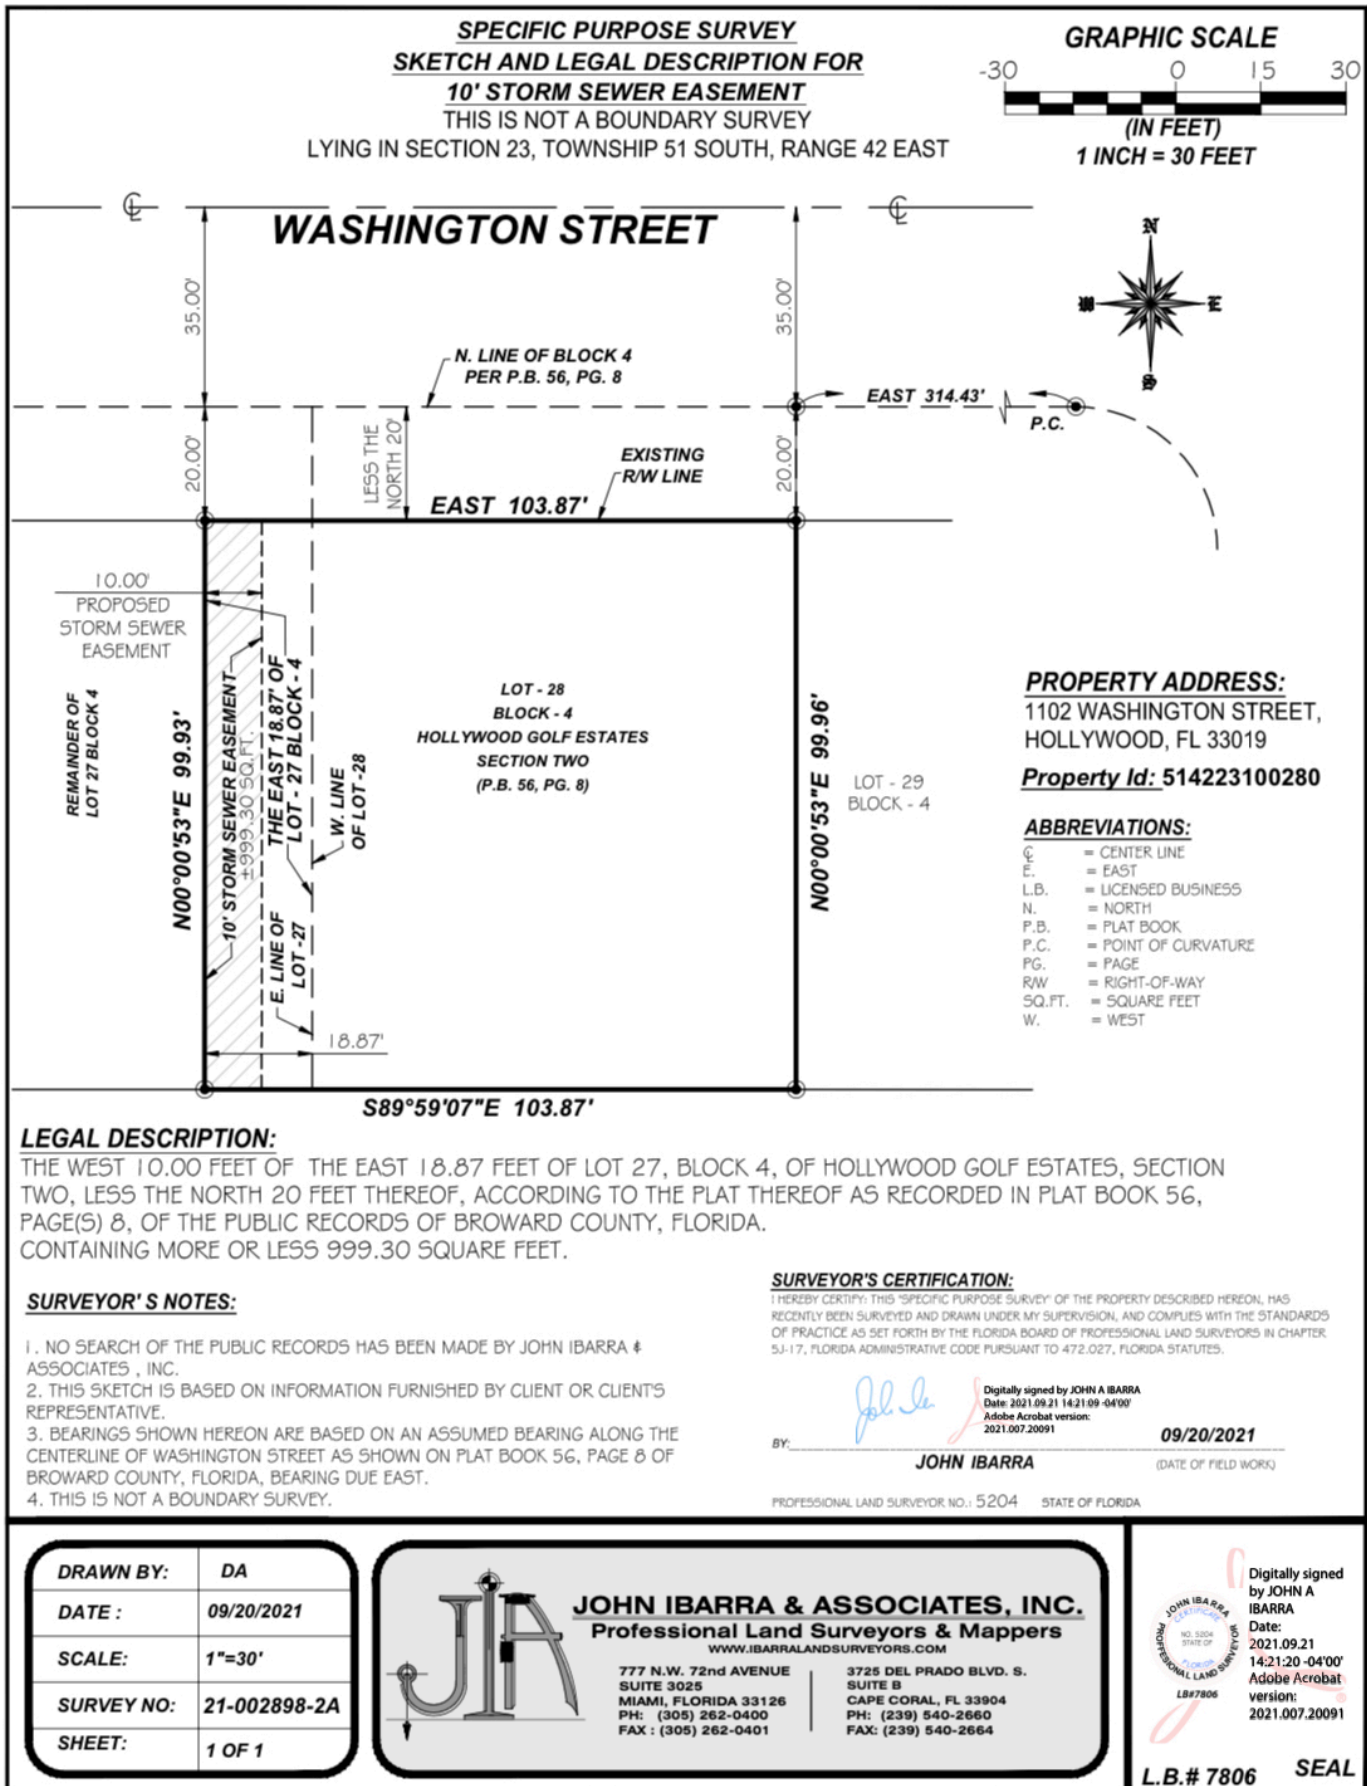 SPECIFIC PURPOSE SURVEY
SKETCH AND LEGAL DESCRIPTION FOR
10' STORM SEWER EASEMENT
THIS IS NOT A BOUNDARY SURVEY
LYING IN SECTION 23, TOWNSHIP 51 SOUTH, RANGE 42 EAST
GRAPHIC SCALE
-30 0 15 30
(IN FEET)
1 INCH = 30 FEET
℄ ℄
WASHINGTON STREET
N
E
S
35.00'
35.00'
N. LINE OF BLOCK 4
PER P.B. 56, PG. 8
EAST 314.43'
P.C.
20.00'
LESS THE
NORTH 20'
EXISTING
R/W LINE
20.00'
EAST 103.87'
10.00'
PROPOSED
STORM SEWER
EASEMENT
REMAINDER OF
LOT 27 BLOCK 4
N00°00'53"E 99.93'
10' STORM SEWER EASEMENT
±999.30 SQ.FT.
THE EAST 18.87' OF
LOT - 27 BLOCK - 4
W. LINE
OF LOT -28
E. LINE OF
LOT -27
18.87'
LOT - 28
BLOCK - 4
HOLLYWOOD GOLF ESTATES
SECTION TWO
(P.B. 56, PG. 8)
N00°00'53"E 99.96'
LOT - 29
BLOCK - 4
S89°59'07"E 103.87'
PROPERTY ADDRESS:
1102 WASHINGTON STREET,
HOLLYWOOD, FL 33019
Property Id: 514223100280
ABBREVIATIONS:
℄ = CENTER LINE
E. = EAST
L.B. = LICENSED BUSINESS
N. = NORTH
P.B. = PLAT BOOK
P.C. = POINT OF CURVATURE
PG. = PAGE
R/W = RIGHT-OF-WAY
SQ.FT. = SQUARE FEET
W. = WEST
LEGAL DESCRIPTION:
THE WEST 10.00 FEET OF THE EAST 18.87 FEET OF LOT 27, BLOCK 4, OF HOLLYWOOD GOLF ESTATES, SECTION
TWO, LESS THE NORTH 20 FEET THEREOF, ACCORDING TO THE PLAT THEREOF AS RECORDED IN PLAT BOOK 56,
PAGE(S) 8, OF THE PUBLIC RECORDS OF BROWARD COUNTY, FLORIDA.
CONTAINING MORE OR LESS 999.30 SQUARE FEET.
SURVEYOR' S NOTES:
1. NO SEARCH OF THE PUBLIC RECORDS HAS BEEN MADE BY JOHN IBARRA &
ASSOCIATES , INC.
2. THIS SKETCH IS BASED ON INFORMATION FURNISHED BY CLIENT OR CLIENT'S
REPRESENTATIVE.
3. BEARINGS SHOWN HEREON ARE BASED ON AN ASSUMED BEARING ALONG THE
CENTERLINE OF WASHINGTON STREET AS SHOWN ON PLAT BOOK 56, PAGE 8 OF
BROWARD COUNTY, FLORIDA, BEARING DUE EAST.
4. THIS IS NOT A BOUNDARY SURVEY.
SURVEYOR'S CERTIFICATION:
I HEREBY CERTIFY: THIS "SPECIFIC PURPOSE SURVEY" OF THE PROPERTY DESCRIBED HEREON, HAS
RECENTLY BEEN SURVEYED AND DRAWN UNDER MY SUPERVISION, AND COMPLIES WITH THE STANDARDS
OF PRACTICE AS SET FORTH BY THE FLORIDA BOARD OF PROFESSIONAL LAND SURVEYORS IN CHAPTER
5J-17, FLORIDA ADMINISTRATIVE CODE PURSUANT TO 472.027, FLORIDA STATUTES.
Digitally signed by JOHN A IBARRA
Date: 2021.09.21 14:21:09 -04'00'
Adobe Acrobat version:
2021.007.20091
BY: 09/20/2021
JOHN IBARRA (DATE OF FIELD WORK)
PROFESSIONAL LAND SURVEYOR NO.: 5204 STATE OF FLORIDA
DRAWN BY: DA
DATE : 09/20/2021
SCALE: 1"=30'
SURVEY NO: 21-002898-2A
SHEET: 1 OF 1
JIA
JOHN IBARRA & ASSOCIATES, INC.
Professional Land Surveyors & Mappers
WWW.IBARRALANDSURVEYORS.COM
777 N.W. 72nd AVENUE
SUITE 3025
MIAMI, FLORIDA 33126
PH: (305) 262-0400
FAX : (305) 262-0401
3725 DEL PRADO BLVD. S.
SUITE B
CAPE CORAL, FL 33904
PH: (239) 540-2660
FAX: (239) 540-2664
JOHN IBARRA
CERTIFICATE
NO. 5204
STATE OF
FLORIDA
PROFESSIONAL LAND SURVEYOR
LB#7806
Digitally signed
by JOHN A
IBARRA
Date:
2021.09.21
14:21:20 -04'00'
Adobe Acrobat
version:
2021.007.20091
L.B.# 7806 SEAL